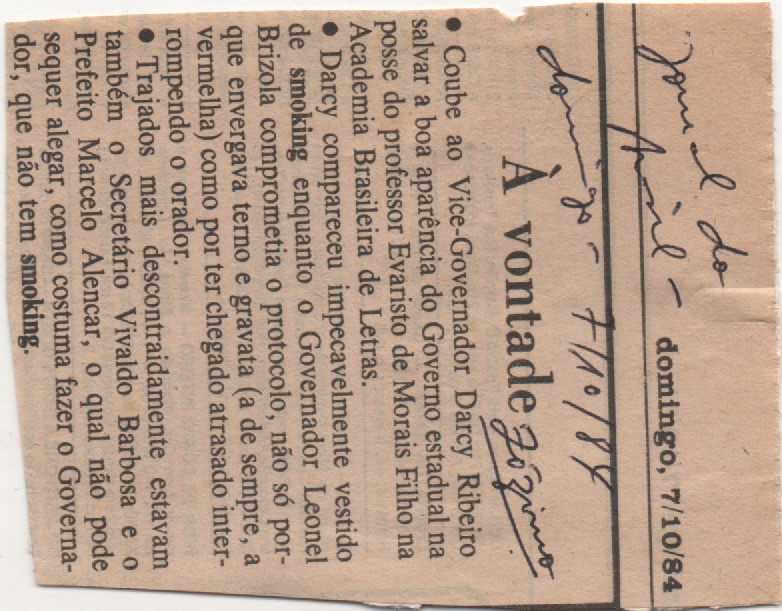 Jornal do
Brasil – domingo, 7/10/84
domingo – 7/10/84
À vontade Zózimo
● Coube ao Vice-Governador Darcy Ribeiro
salvar a boa aparência do Governo estadual na
posse do professor Evaristo de Morais Filho na
Academia Brasileira de Letras.
● Darcy compareceu impecavelmente vestido
de smoking enquanto o Governador Leonel
Brizola comprometia o protocolo, não só por-
que envergava terno e gravata (a de sempre, a
vermelha) como por ter chegado atrasado inter-
rompendo o orador.
● Trajados mais descontraidamente estavam
também o Secretário Vivaldo Barbosa e o
Prefeito Marcelo Alencar, o qual não pode
sequer alegar, como costuma fazer o Governa-
dor, que não tem smoking.